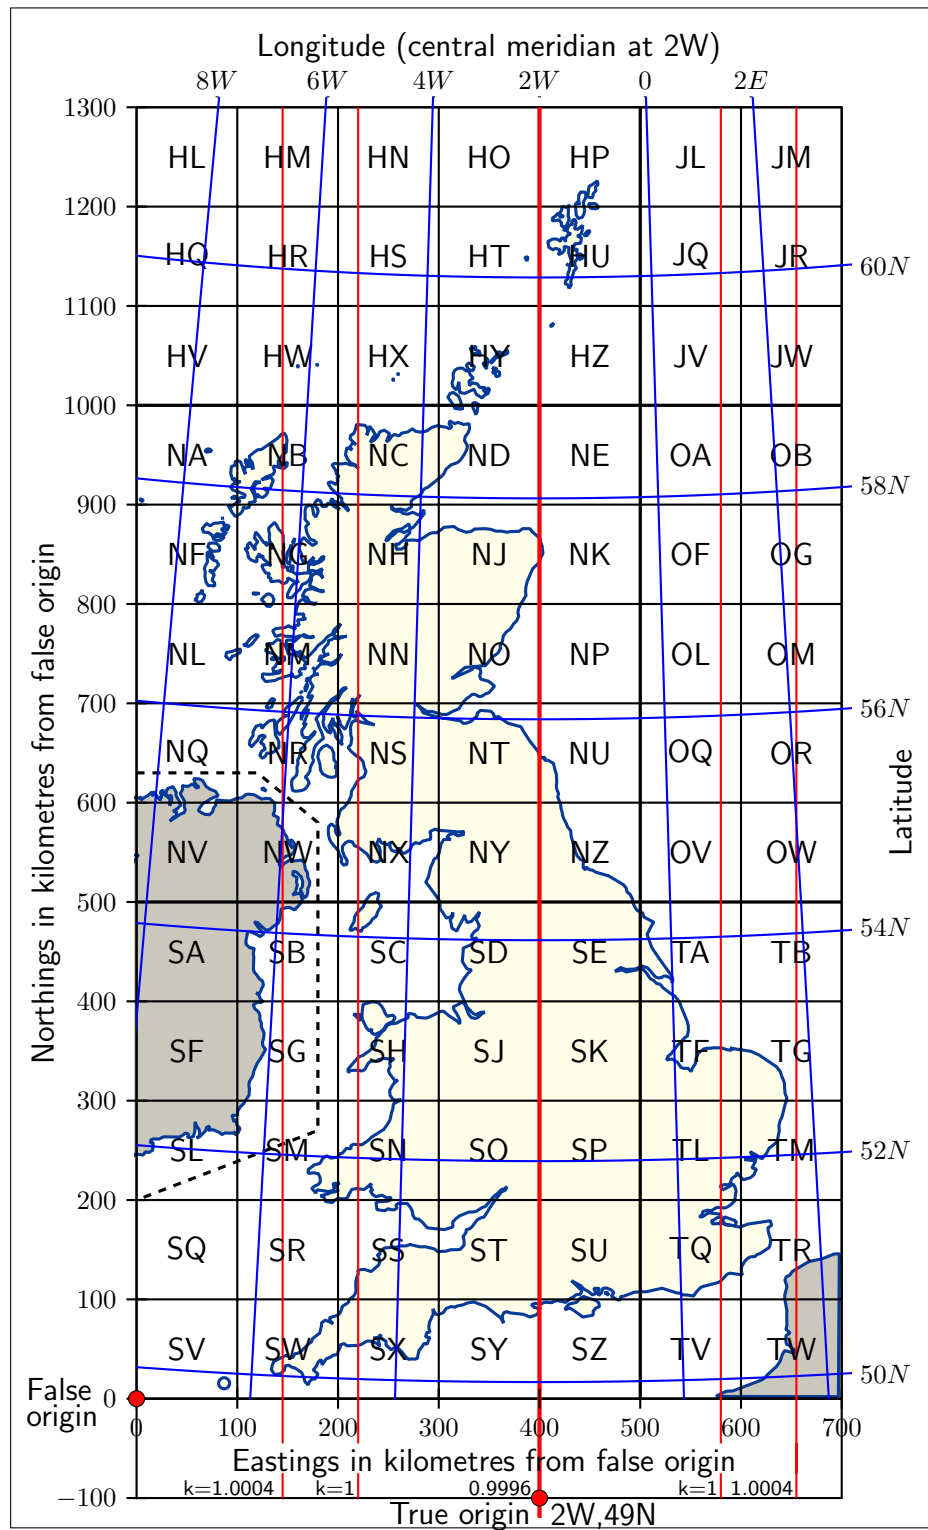 Longitude (central meridian at 2W)
8W 6W 4W 2W 0 2E
1300
HL HM HN HO HP JL JM
1200
HQ HR HS HT HU JQ JR
60N
1100
HV HW HX HY HZ JV JW
1000
NA NB NC ND NE OA OB
58N
900
NF NG NH NJ NK OF OG
800
NL NM NN NO NP OL OM
700
56N
NQ NR NS NT NU OQ OR
600
NV NW NX NY NZ OV OW
500
54N
SA SB SC SD SE TA TB
400
SF SG SH SJ SK TF TG
300
SL SM SN SO SP TL TM
52N
200
SQ SR SS ST SU TQ TR
100
SV SW SX SY SZ TV TW
50N
0
Northings in kilometres from false origin
Latitude
False
origin
0 100 200 300 400 500 600 700
Eastings in kilometres from false origin
k=1.0004 k=1 0.9996 k=1 1.0004
−100
True origin 2W,49N